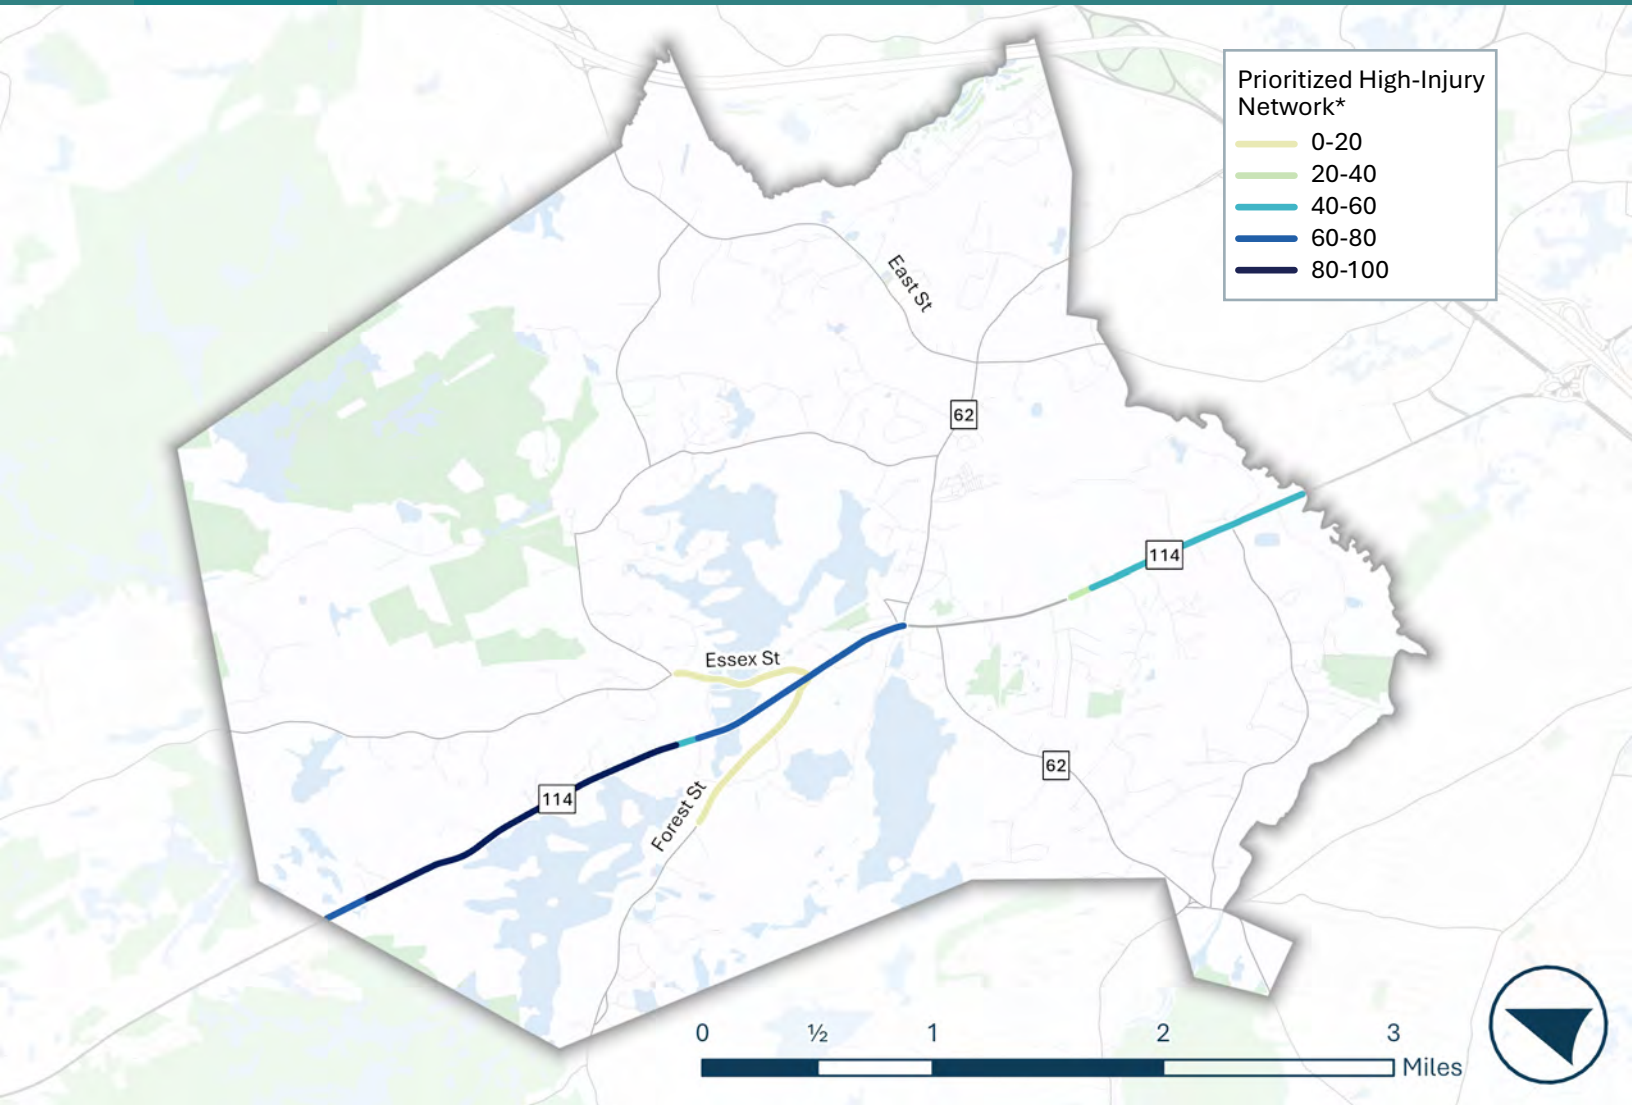 Prioritized High-Injury
Network*
0-20
20-40
40-60
60-80
80-100
East St
62
114
Essex St
62
114
Forest St
0 ½ 1 2 3
Miles